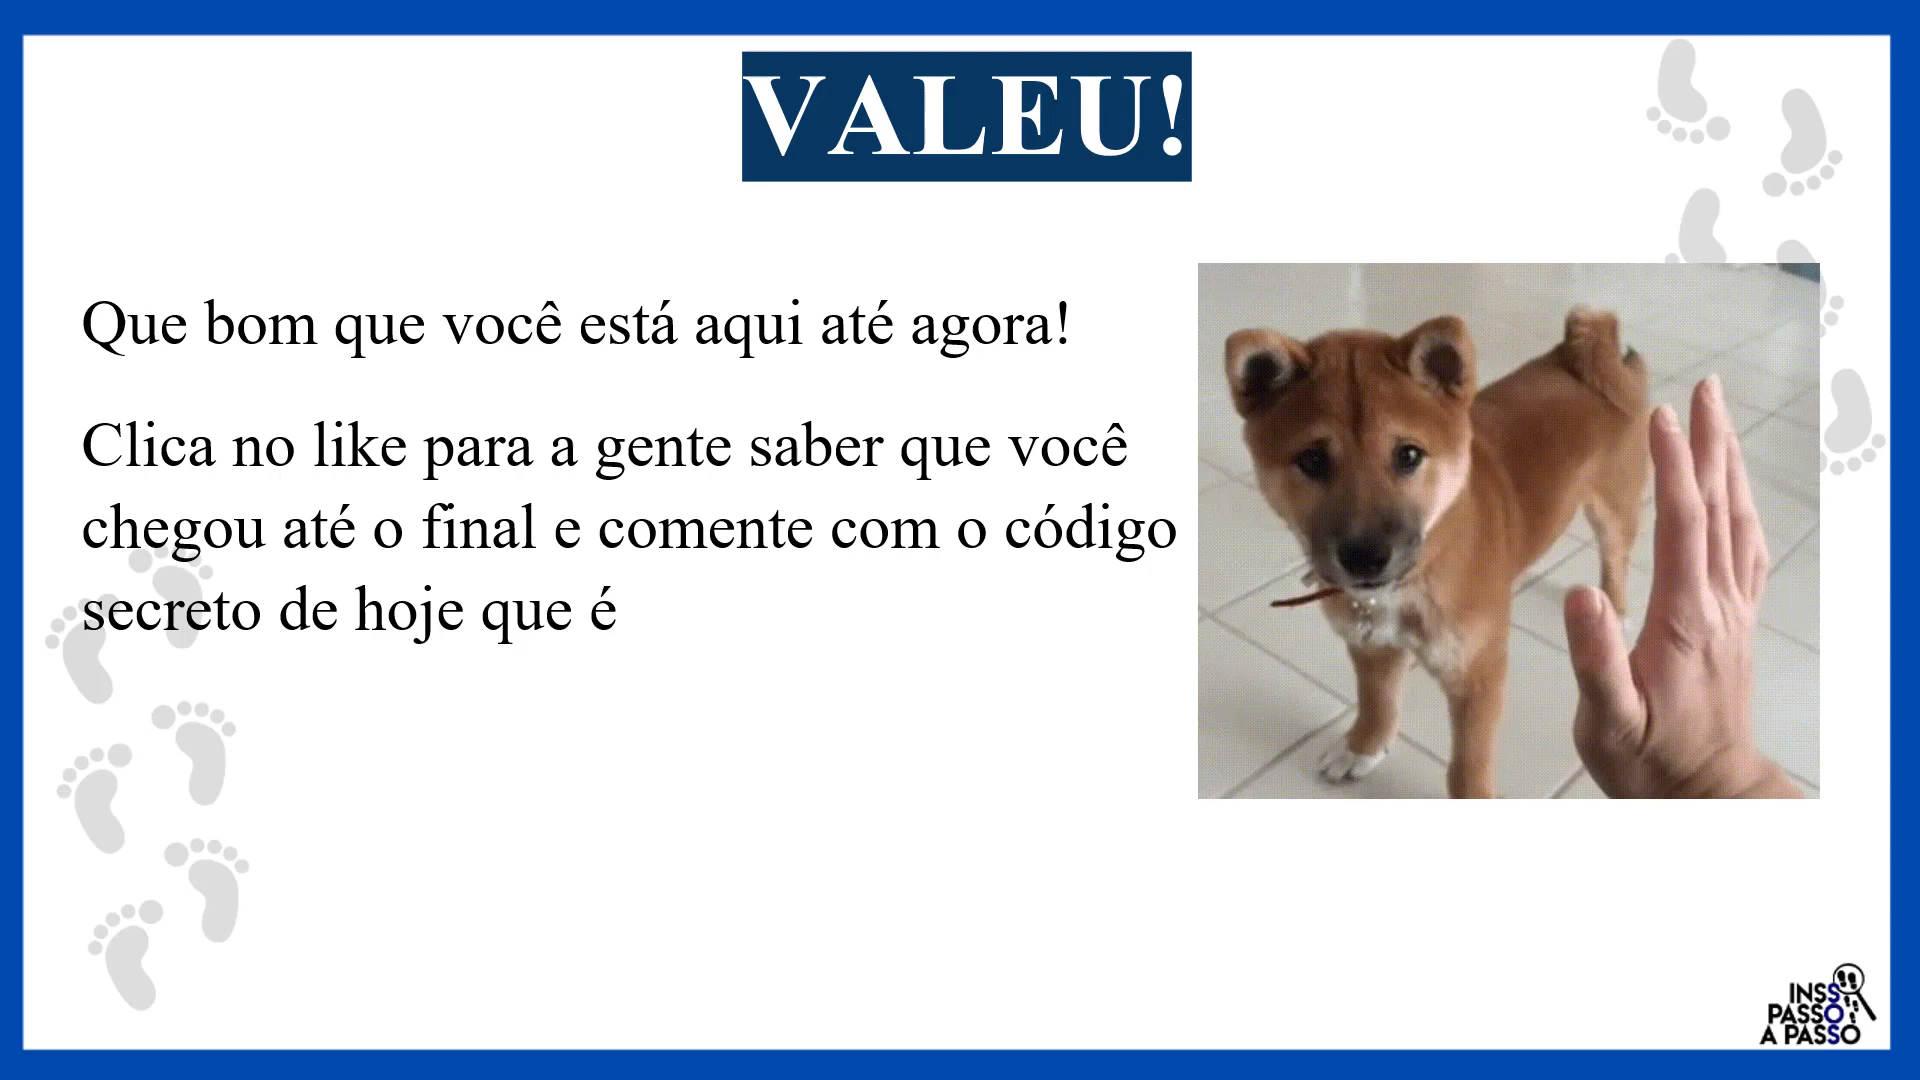 VALEU!
Que bom que você está aqui até agora!
Clica no like para a gente saber que você
chegou até o final e comente com o código
secreto de hoje que é
INSS
PASSO
A PASSO